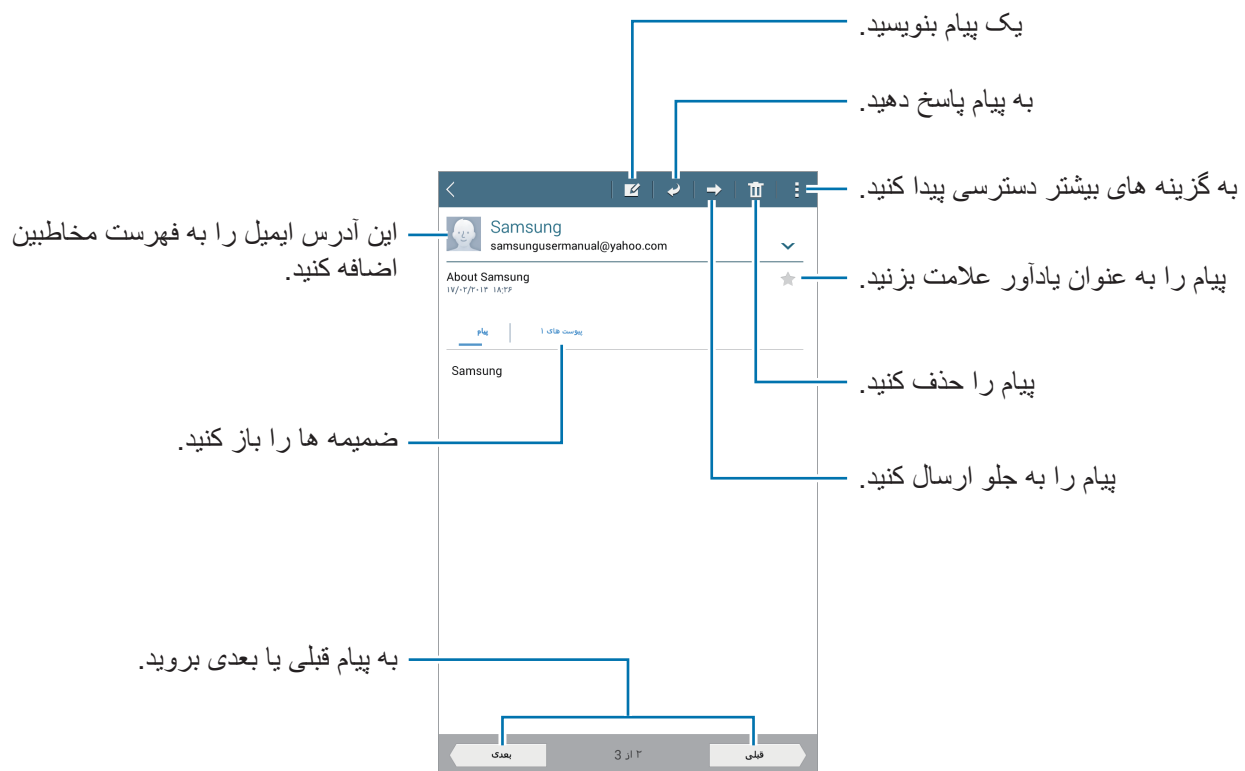 یک پیام بنویسید.
به پیام پاسخ دهید.
به گزینه های بیشتر دسترسی پیدا کنید.
این آدرس ایمیل را به فهرست مخاطبین
اضافه کنید.
Samsung
samsungusermanual@yahoo.com
پیام را به عنوان یادآور علامت بزنید.
About Samsung
۱۷/۰۲/۲۰۱۳ ۱۸:۲۶
پیام
پیوست های ۱
Samsung
پیام را حذف کنید.
ضمیمه ها را باز کنید.
پیام را به جلو ارسال کنید.
به پیام قبلی یا بعدی بروید.
بعدی
۲ از 3
قبلی